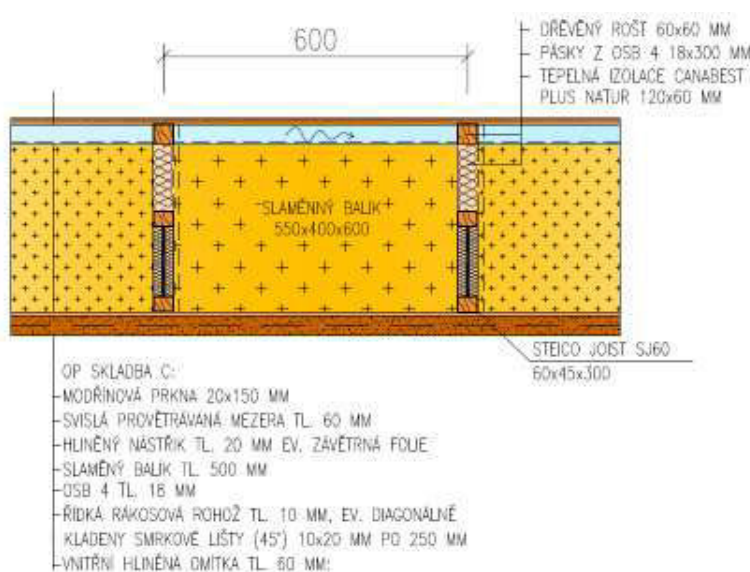 600
DŘEVĚNÝ ROŠT 60x60 MM
PÁSKY Z OSB 4 18x300 MM
TEPELNÁ IZOLACE CANABEST
PLUS NATUR 120x60 MM
SLAMĚNNÝ BALÍK
550x400x600
STEICO JOIST SJ60
60x45x300
OP SKLADBA C:
MODŘÍNOVÁ PRKNA 20x150 MM
SVISLÁ PROVĚTRÁVANÁ MEZERA TL. 60 MM
HLINĚNÝ NÁSTŘIK TL. 20 MM EV. ZÁVĚTRNÁ FOLIE
SLAMĚNÝ BALIK TL. 500 MM
OSB 4 TL. 18 MM
ŘÍDKÁ RÁKOSOVÁ ROHOŽ TL. 10 MM, EV. DIAGONÁLNĚ
KLADENY SMRKOVÉ LIŠTY (45°) 10x20 MM PO 250 MM
VNITŘNÍ HLINĚNÁ OMÍTKA TL. 60 MM: